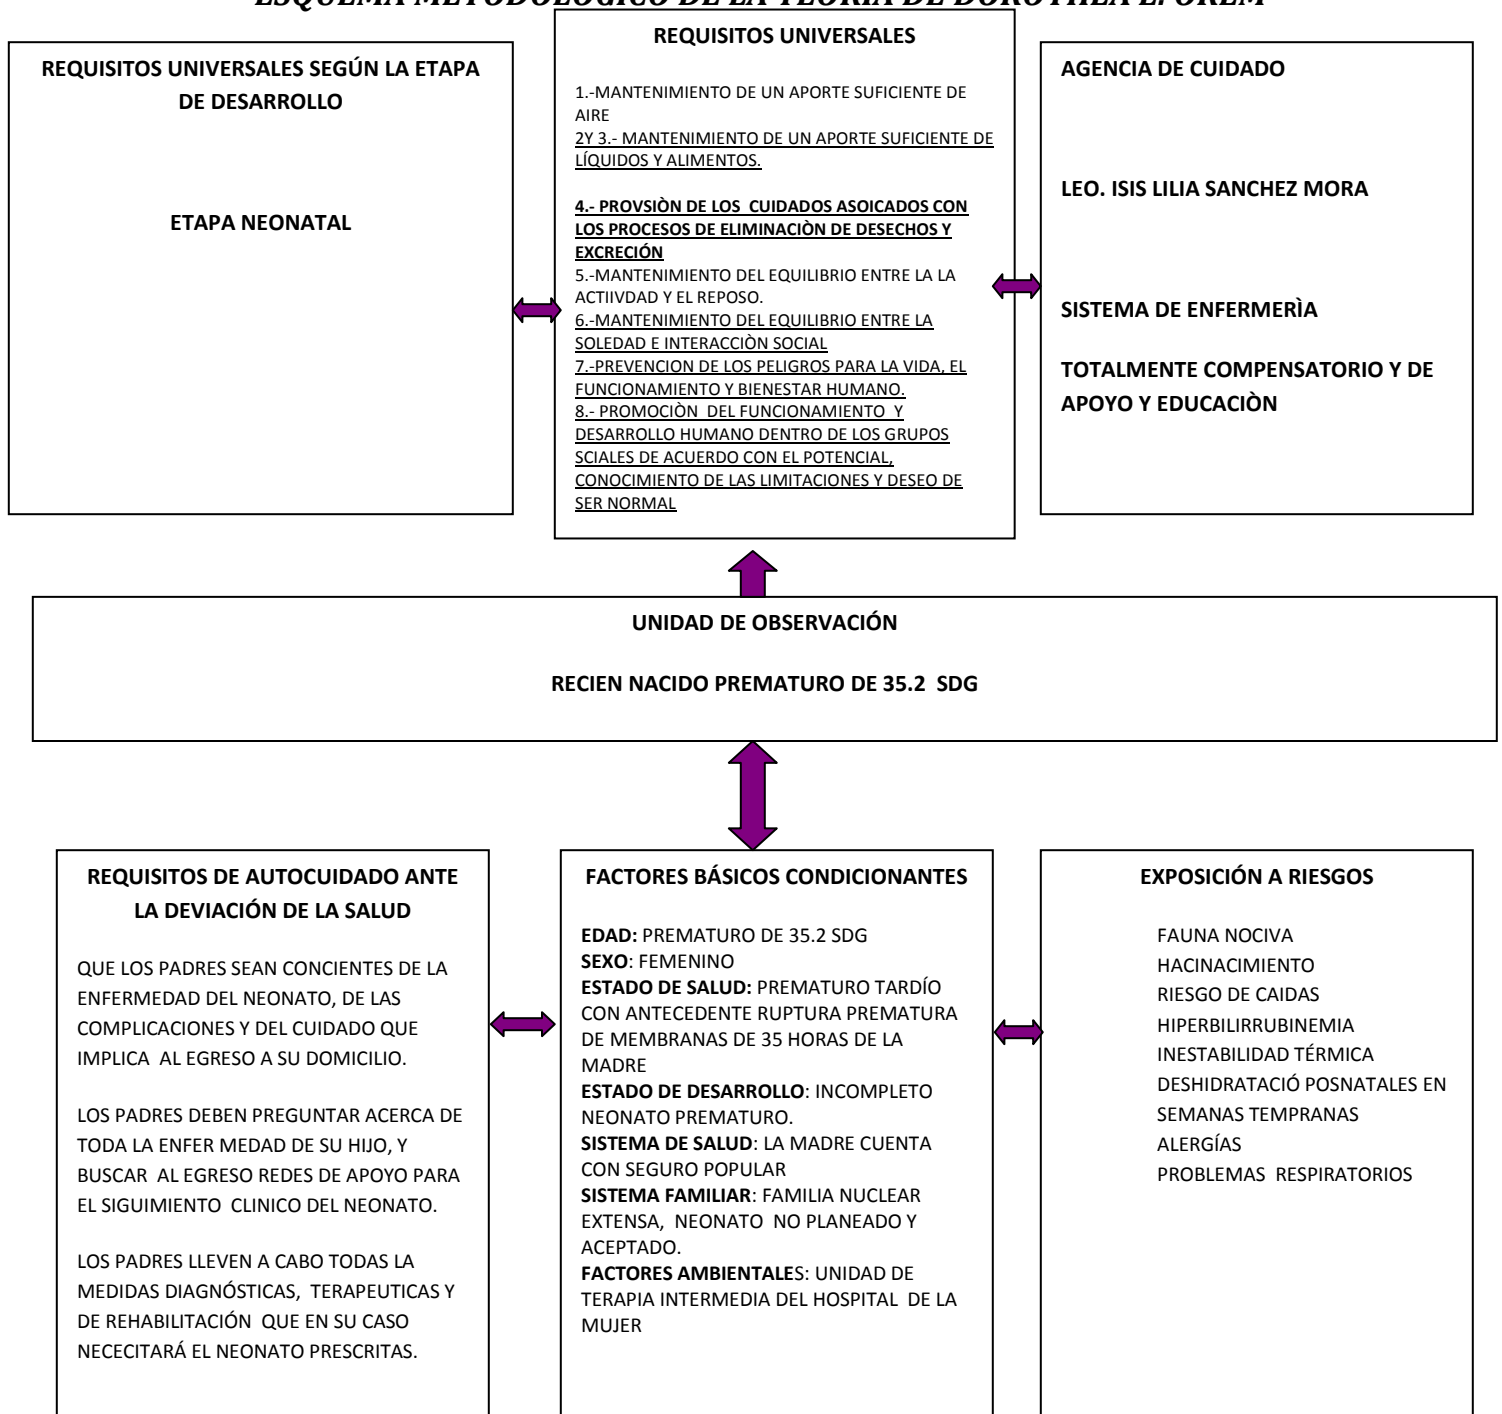 ESQUEMA METODOLÓGICO DE LA TEORÍA DE DOROTHEA E. OREM
REQUISITOS UNIVERSALES SEGÚN LA ETAPA
DE DESARROLLO
ETAPA NEONATAL
REQUISITOS UNIVERSALES
1.-MANTENIMIENTO DE UN APORTE SUFICIENTE DE
AIRE
2Y 3.- MANTENIMIENTO DE UN APORTE SUFICIENTE DE
LÍQUIDOS Y ALIMENTOS.
4.- PROVSIÒN DE LOS CUIDADOS ASOICADOS CON
LOS PROCESOS DE ELIMINACIÒN DE DESECHOS Y
EXCRECIÓN
5.-MANTENIMIENTO DEL EQUILIBRIO ENTRE LA LA
ACTIIVDAD Y EL REPOSO.
6.-MANTENIMIENTO DEL EQUILIBRIO ENTRE LA
SOLEDAD E INTERACCIÒN SOCIAL
7.-PREVENCION DE LOS PELIGROS PARA LA VIDA, EL
FUNCIONAMIENTO Y BIENESTAR HUMANO.
8.- PROMOCIÒN DEL FUNCIONAMIENTO Y
DESARROLLO HUMANO DENTRO DE LOS GRUPOS
SCIALES DE ACUERDO CON EL POTENCIAL,
CONOCIMIENTO DE LAS LIMITACIONES Y DESEO DE
SER NORMAL
AGENCIA DE CUIDADO
LEO. ISIS LILIA SANCHEZ MORA
SISTEMA DE ENFERMERÌA
TOTALMENTE COMPENSATORIO Y DE
APOYO Y EDUCACIÒN
UNIDAD DE OBSERVACIÓN
RECIEN NACIDO PREMATURO DE 35.2 SDG
REQUISITOS DE AUTOCUIDADO ANTE
LA DEVIACIÓN DE LA SALUD
QUE LOS PADRES SEAN CONCIENTES DE LA
ENFERMEDAD DEL NEONATO, DE LAS
COMPLICACIONES Y DEL CUIDADO QUE
IMPLICA AL EGRESO A SU DOMICILIO.
LOS PADRES DEBEN PREGUNTAR ACERCA DE
TODA LA ENFER MEDAD DE SU HIJO, Y
BUSCAR AL EGRESO REDES DE APOYO PARA
EL SIGUIMIENTO CLINICO DEL NEONATO.
LOS PADRES LLEVEN A CABO TODAS LA
MEDIDAS DIAGNÓSTICAS, TERAPEUTICAS Y
DE REHABILITACIÓN QUE EN SU CASO
NECECITARÁ EL NEONATO PRESCRITAS.
FACTORES BÁSICOS CONDICIONANTES
EDAD: PREMATURO DE 35.2 SDG
SEXO: FEMENINO
ESTADO DE SALUD: PREMATURO TARDÍO
CON ANTECEDENTE RUPTURA PREMATURA
DE MEMBRANAS DE 35 HORAS DE LA
MADRE
ESTADO DE DESARROLLO: INCOMPLETO
NEONATO PREMATURO.
SISTEMA DE SALUD: LA MADRE CUENTA
CON SEGURO POPULAR
SISTEMA FAMILIAR: FAMILIA NUCLEAR
EXTENSA, NEONATO NO PLANEADO Y
ACEPTADO.
FACTORES AMBIENTALES: UNIDAD DE
TERAPIA INTERMEDIA DEL HOSPITAL DE LA
MUJER
EXPOSICIÓN A RIESGOS
FAUNA NOCIVA
HACINACIMIENTO
RIESGO DE CAIDAS
HIPERBILIRRUBINEMIA
INESTABILIDAD TÉRMICA
DESHIDRATACIÓ POSNATALES EN
SEMANAS TEMPRANAS
ALERGÍAS
PROBLEMAS RESPIRATORIOS